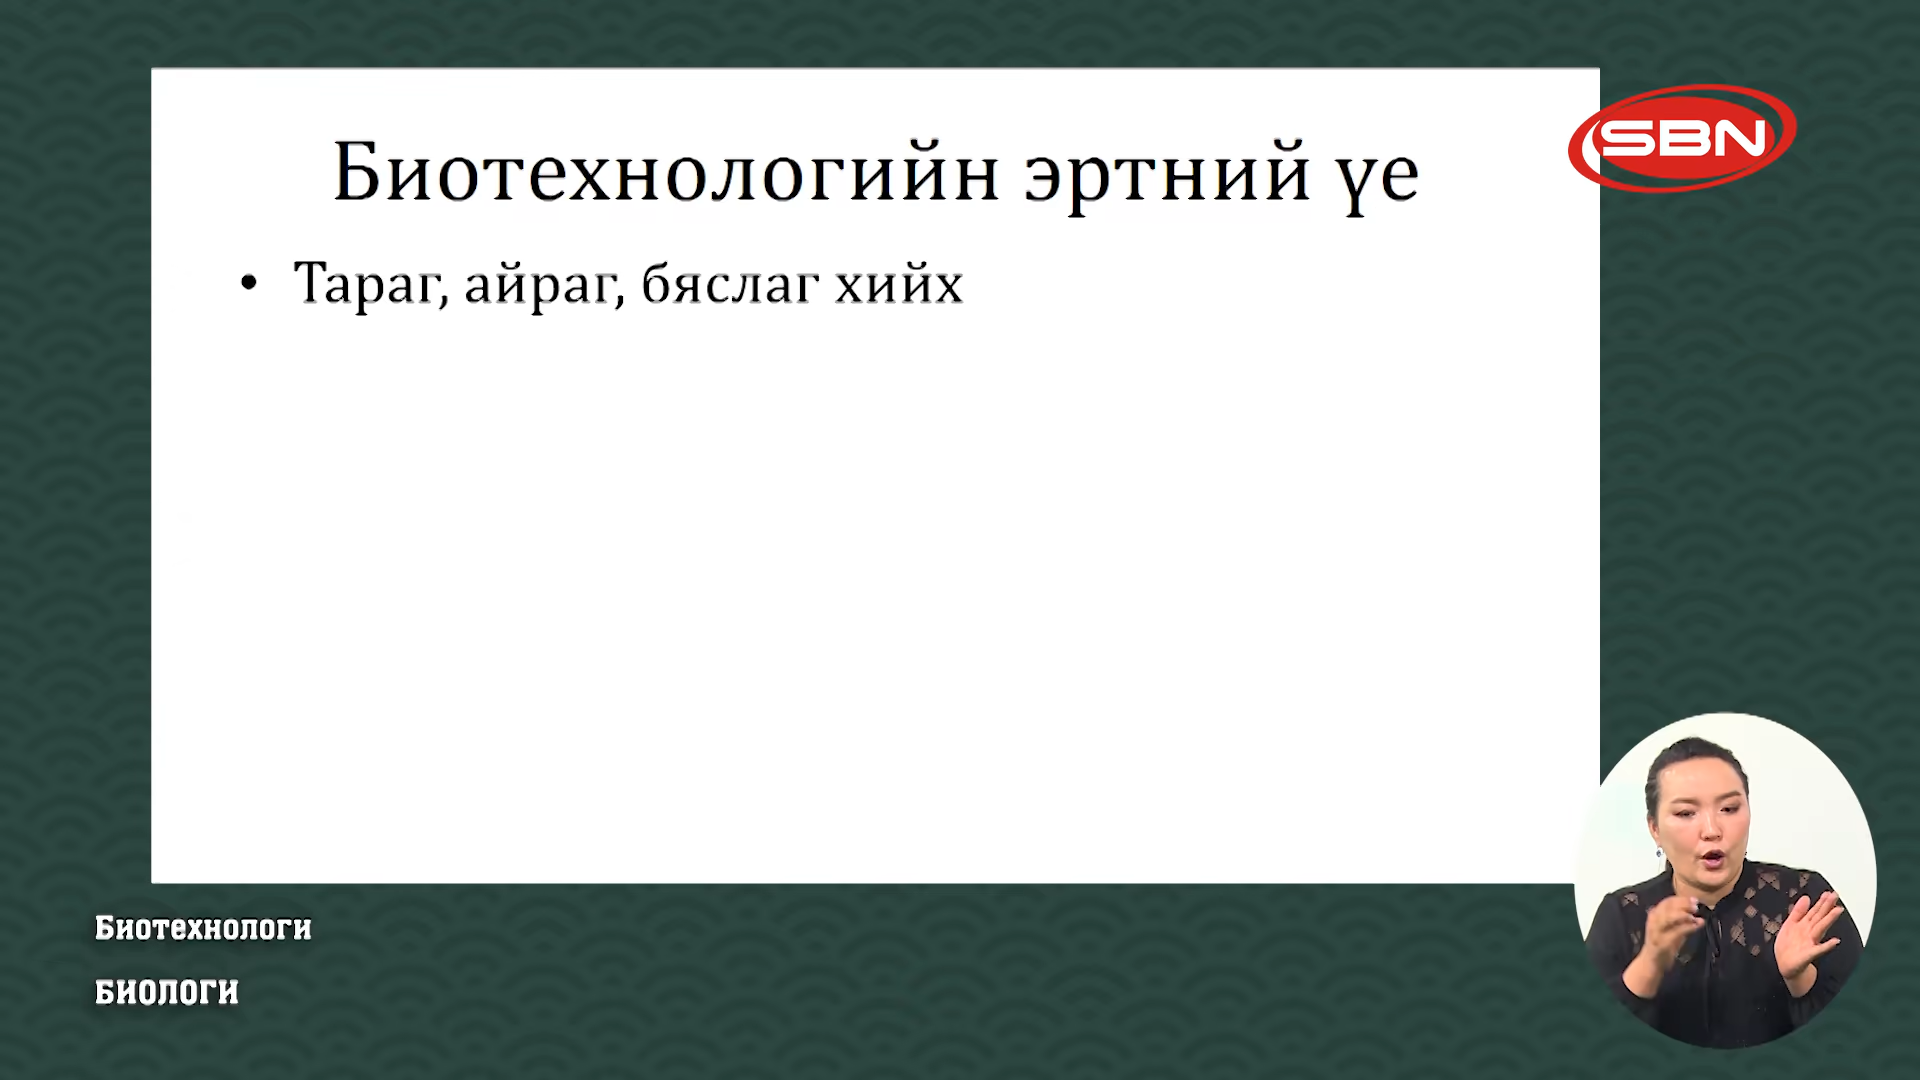 Биотехнологийн эртний үе
SBN
• Тараг, айраг, бяслаг хийх
Биотехнологи
БИОЛОГИ